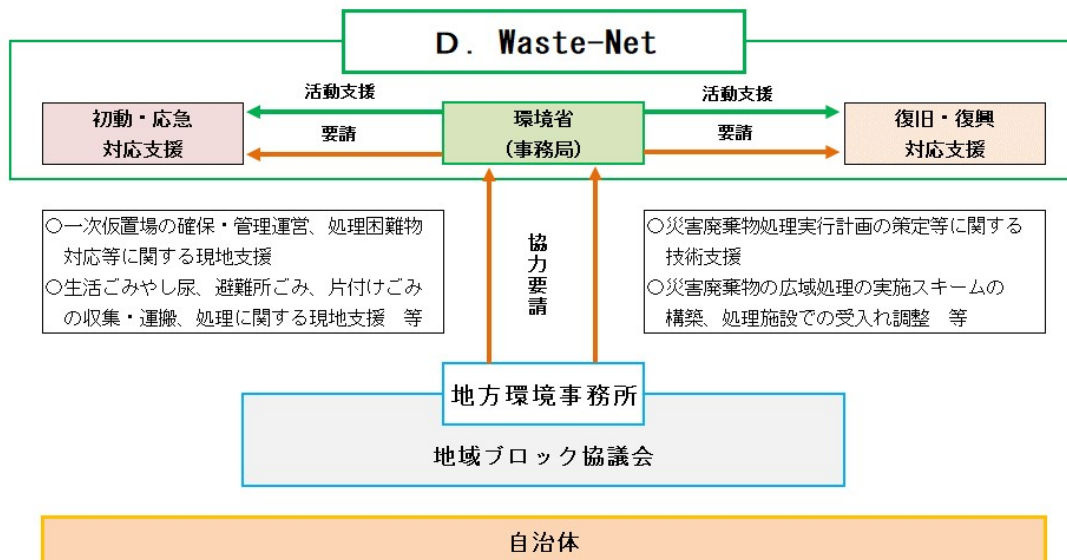 D. Waste-Net
活動支援
活動支援
初動・応急
対応支援
環境省
(事務局)
復旧・復興
対応支援
要請
要請
○一次仮置場の確保・管理運営、処理困難物
対応等に関する現地支援
○生活ごみやし尿、避難所ごみ、片付けごみ
の収集・運搬、処理に関する現地支援 等
協力要請
○災害廃棄物処理実行計画の策定等に関する
技術支援
○災害廃棄物の広域処理の実施スキームの
構築、処理施設での受入れ調整 等
地方環境事務所
地域ブロック協議会
自治体